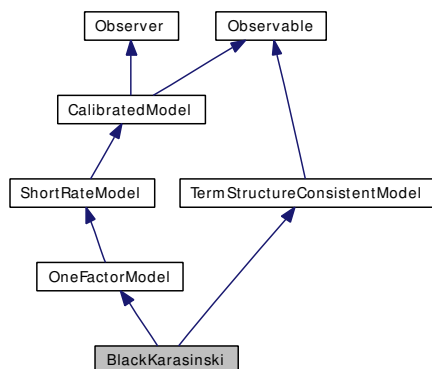 Observer
Observable
CalibratedModel
ShortRateModel
TermStructureConsistentModel
OneFactorModel
BlackKarasinski